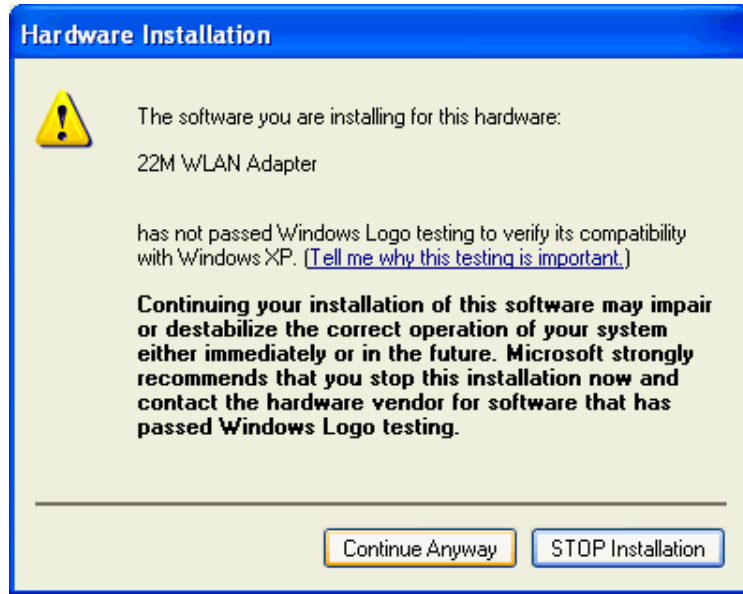 Hardware Installation
The software you are installing for this hardware:
22M WLAN Adapter
has not passed Windows Logo testing to verify its compatibility
with Windows XP. (Tell me why this testing is important.)
Continuing your installation of this software may impair
or destabilize the correct operation of your system
either immediately or in the future. Microsoft strongly
recommends that you stop this installation now and
contact the hardware vendor for software that has
passed Windows Logo testing.
Continue Anyway
STOP Installation